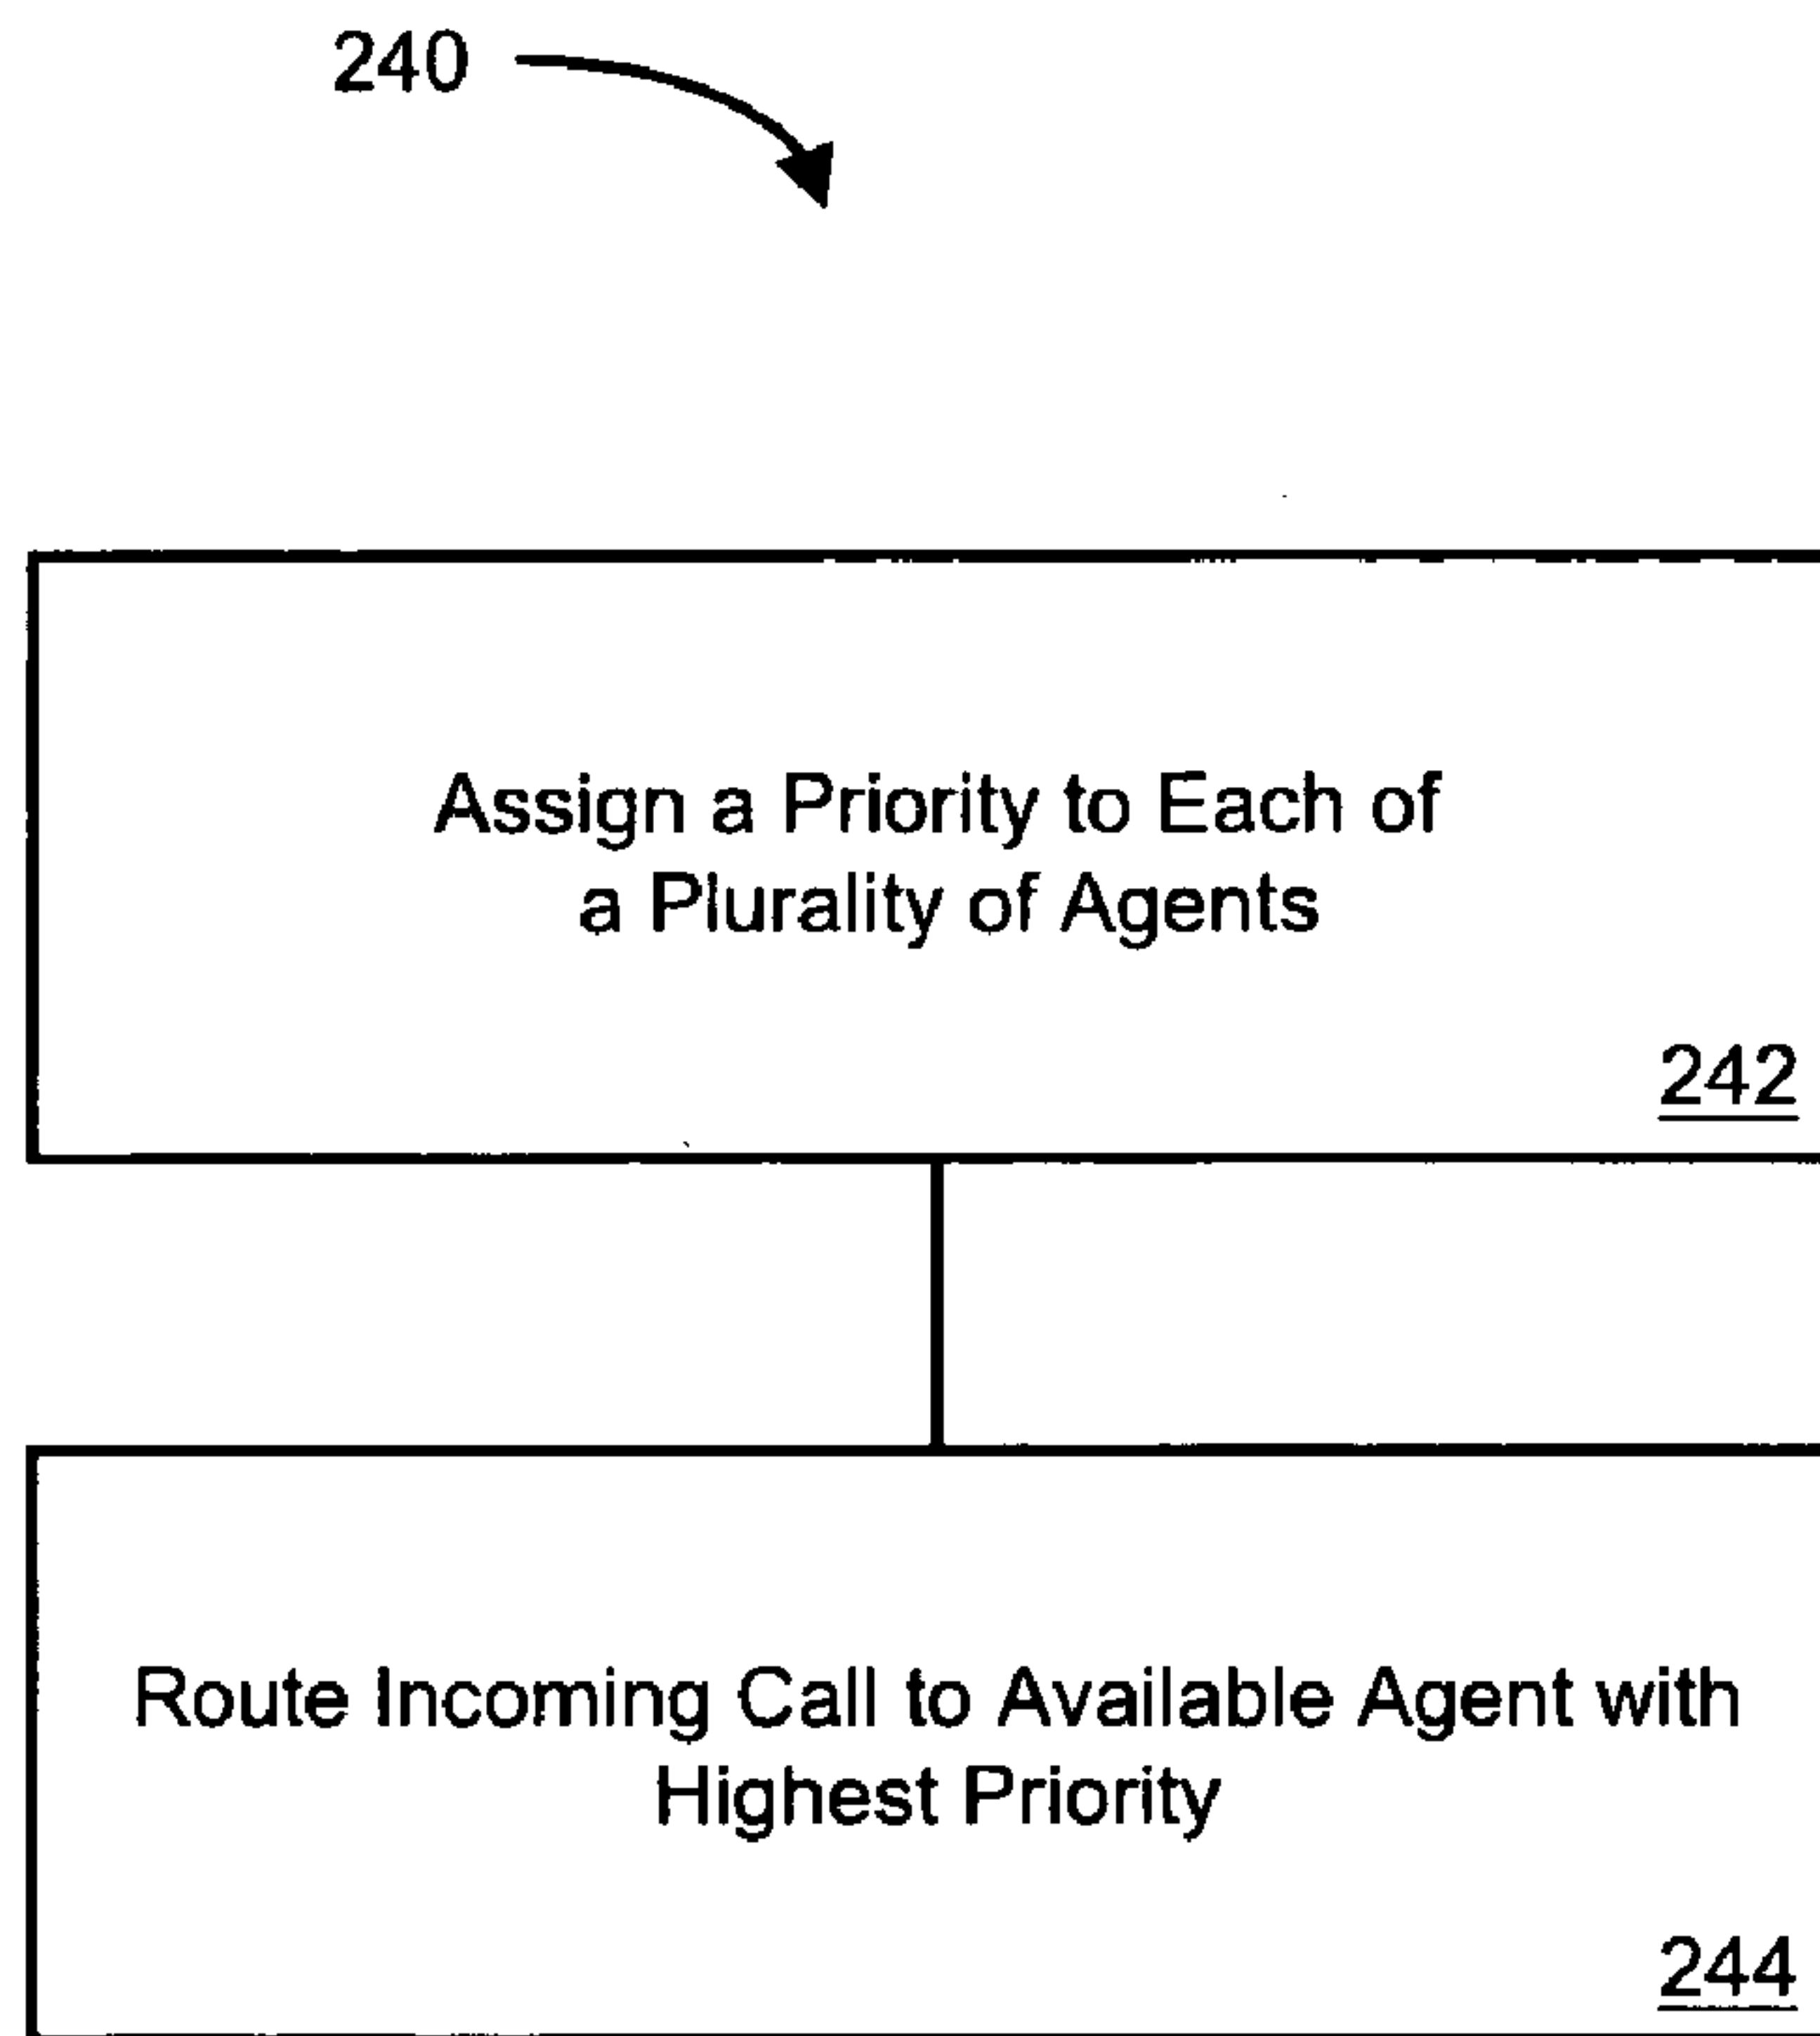 240
Assign a Priority to Each of
a Plurality of Agents
242
Route Incoming Call to Available Agent with
Highest Priority
244